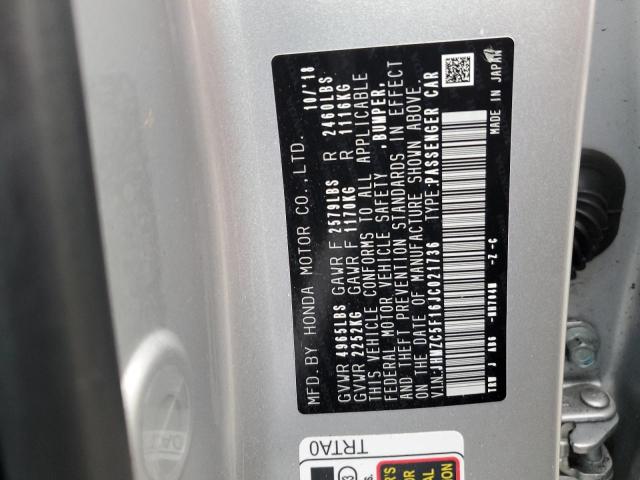 MFD.BY HONDA MOTOR CO.,LTD. 10/'18
GVWR 4965LBS GAWR F 2579LBS R 2460LBS
GVWR 2252KG GAWR F 1170KG R 1116KG
THIS VEHICLE CONFORMS TO ALL APPLICABLE
FEDERAL MOTOR VEHICLE SAFETY ,BUMPER,
AND THEFT PREVENTION STANDARDS IN EFFECT
ON THE DATE OF MANUFACTURE SHOWN ABOVE.
V.I.N:JHMZC5F16JC021736 TYPE:PASSENGER CAR
-Z -C MADE IN JAPAN
TRTA0